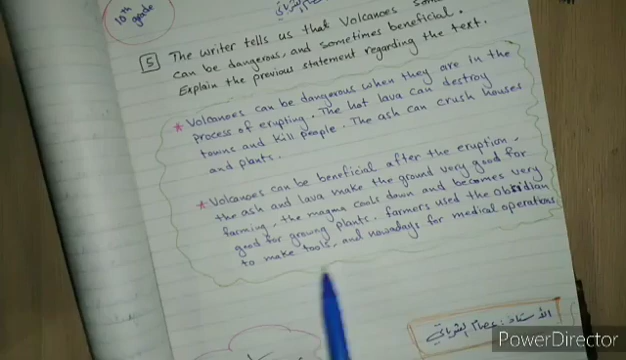 10th
grade
5 The writer tells us that Volcanoes
can be dangerous, and sometimes beneficial.
Explain the previous statement regarding the text.
* Volcanoes can be dangerous when they are in the
process of erupting. The hot lava can destroy
towns and kill people. The ash can crush houses
and plants.
* Volcanoes can be beneficial after the eruption.
the ash and lava make the ground very good for
farming. the magma cools down and becomes very
good for growing plants. farmers used the obsidian
to make tools. and nowadays for medical operations
PowerDirector